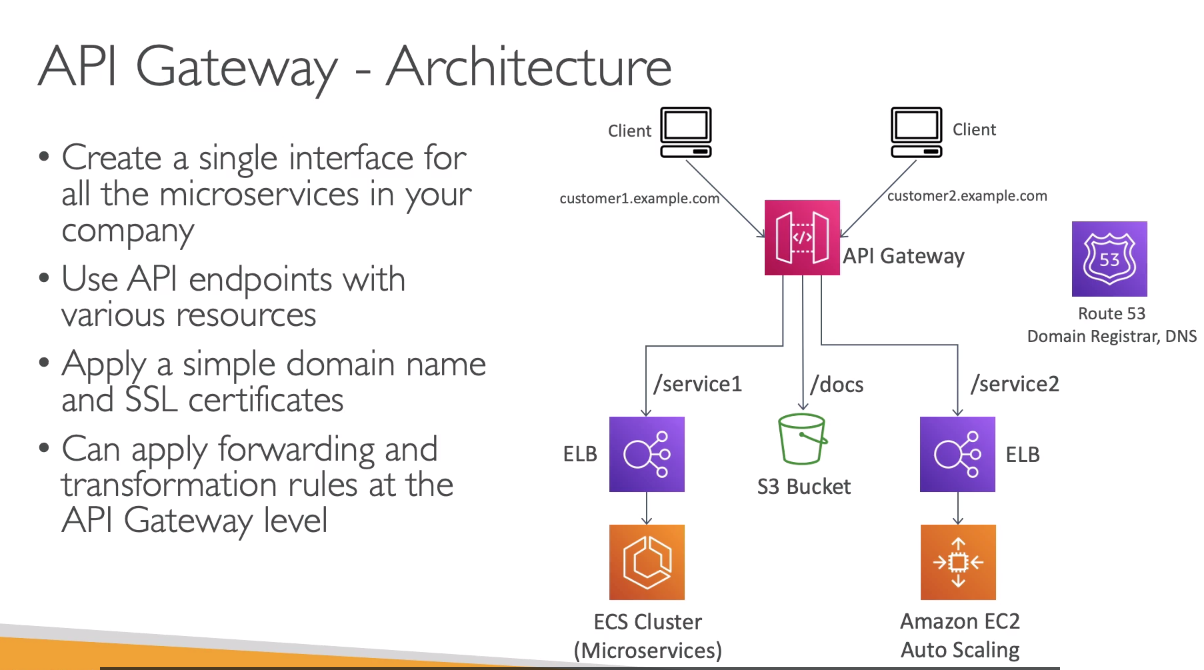 API Gateway - Architecture
• Create a single interface for
all the microservices in your
company
• Use API endpoints with
various resources
• Apply a simple domain name
and SSL certificates
• Can apply forwarding and
transformation rules at the
API Gateway level
Client
Client
customer1.example.com
customer2.example.com
</>
API Gateway
53
Route 53
Domain Registrar, DNS
/service1
/docs
/service2
ELB
S3 Bucket
ELB
ECS Cluster
(Microservices)
Amazon EC2
Auto Scaling